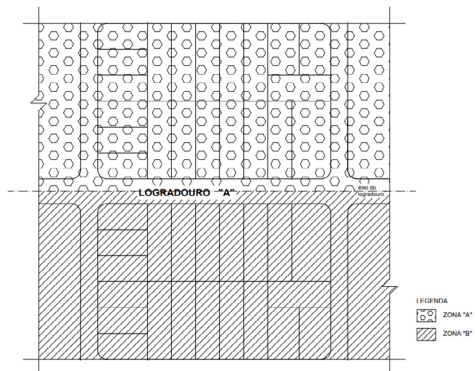 LOGRADOURO "A"
eixo do
logradouro
LEGENDA
ZONA "A"
ZONA "B"